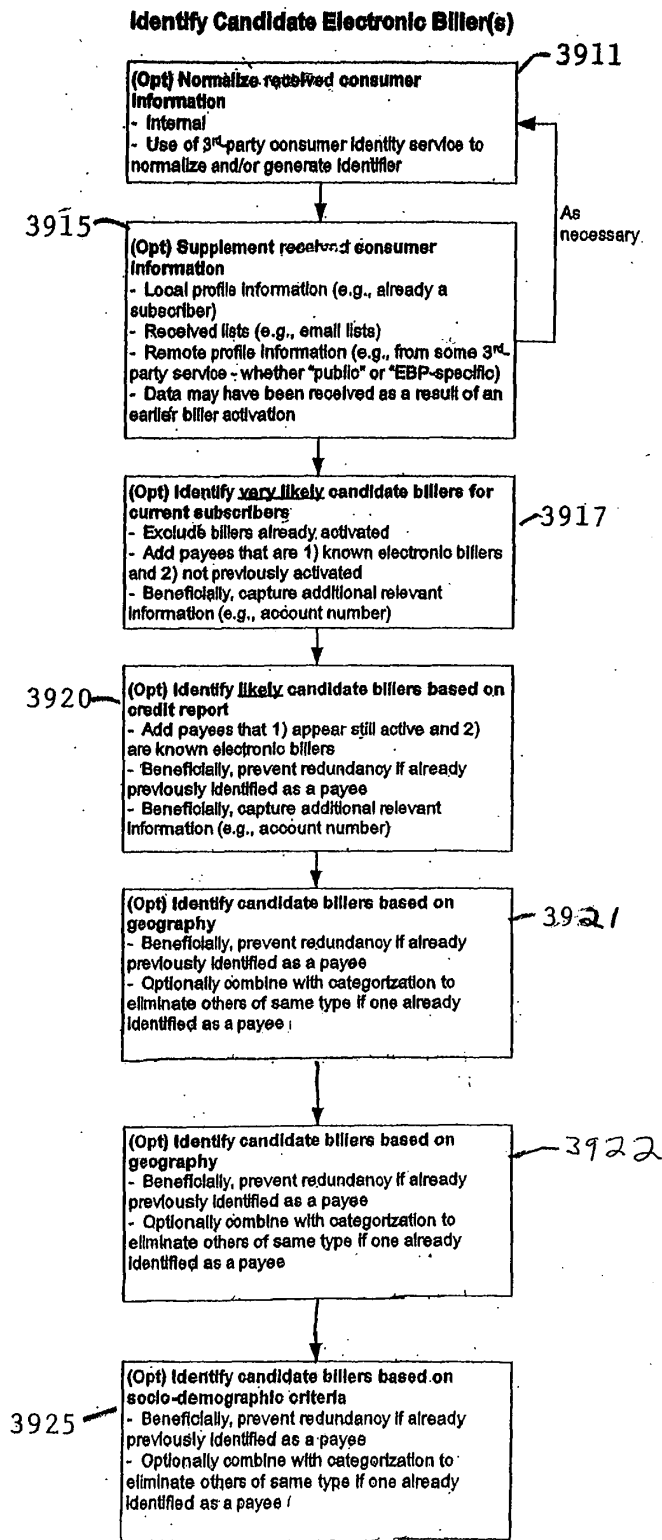 Identify Candidate Electronic Biller(s)
3911
(Opt) Normalize received consumer
Information
- Internal
- Use of 3rd-party consumer identity service to
normalize and/or generate identifier
As
necessary
3915
(Opt) Supplement received consumer
Information
- Local profile information (e.g., already a
subscriber)
- Received lists (e.g., email lists)
- Remote profile information (e.g., from some 3rd-
party service - whether "public" or "EBP-specific)
- Data may have been received as a result of an
earlier biller activation
3917
(Opt) Identify very likely candidate billers for
current subscribers
- Exclude billers already activated
- Add payees that are 1) known electronic billers
and 2) not previously activated
- Beneficially, capture additional relevant
information (e.g., account number)
3920
(Opt) Identify likely candidate billers based on
credit report
- Add payees that 1) appear still active and 2)
are known electronic billers
- Beneficially, prevent redundancy if already
previously identified as a payee
- Beneficially, capture additional relevant
information (e.g., account number)
3921
(Opt) Identify candidate billers based on
geography
- Beneficially, prevent redundancy if already
previously identified as a payee
- Optionally combine with categorization to
eliminate others of same type if one already
identified as a payee
3922
(Opt) Identify candidate billers based on
geography
- Beneficially, prevent redundancy if already
previously identified as a payee
- Optionally combine with categorization to
eliminate others of same type if one already
identified as a payee
3925
(Opt) Identify candidate billers based on
socio-demographic criteria
- Beneficially, prevent redundancy if already
previously identified as a payee
- Optionally combine with categorization to
eliminate others of same type if one already
identified as a payee